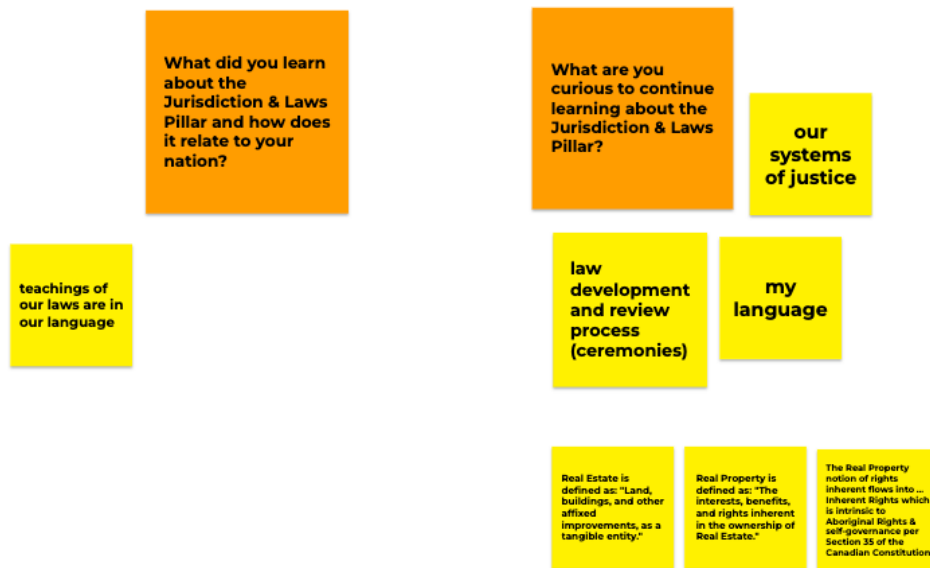 What did you learn
about the
Jurisdiction & Laws
Pillar and how does
it relate to your
nation?
What are you
curious to continue
learning about the
Jurisdiction & Laws
Pillar?
our
systems
of justice
teachings of
our laws are in
our language
law
development
and review
process
(ceremonies)
my
language
Real Estate is
defined as: "Land,
buildings, and other
affixed
improvements, as a
tangible entity."
Real Property is
defined as: "The
interests, benefits,
and rights inherent
in the ownership of
Real Estate."
The Real Property
notion of rights
inherent flows into ...
Inherent Rights which
is intrinsic to
Aboriginal Rights &
self-governance per
Section 35 of the
Canadian Constitution